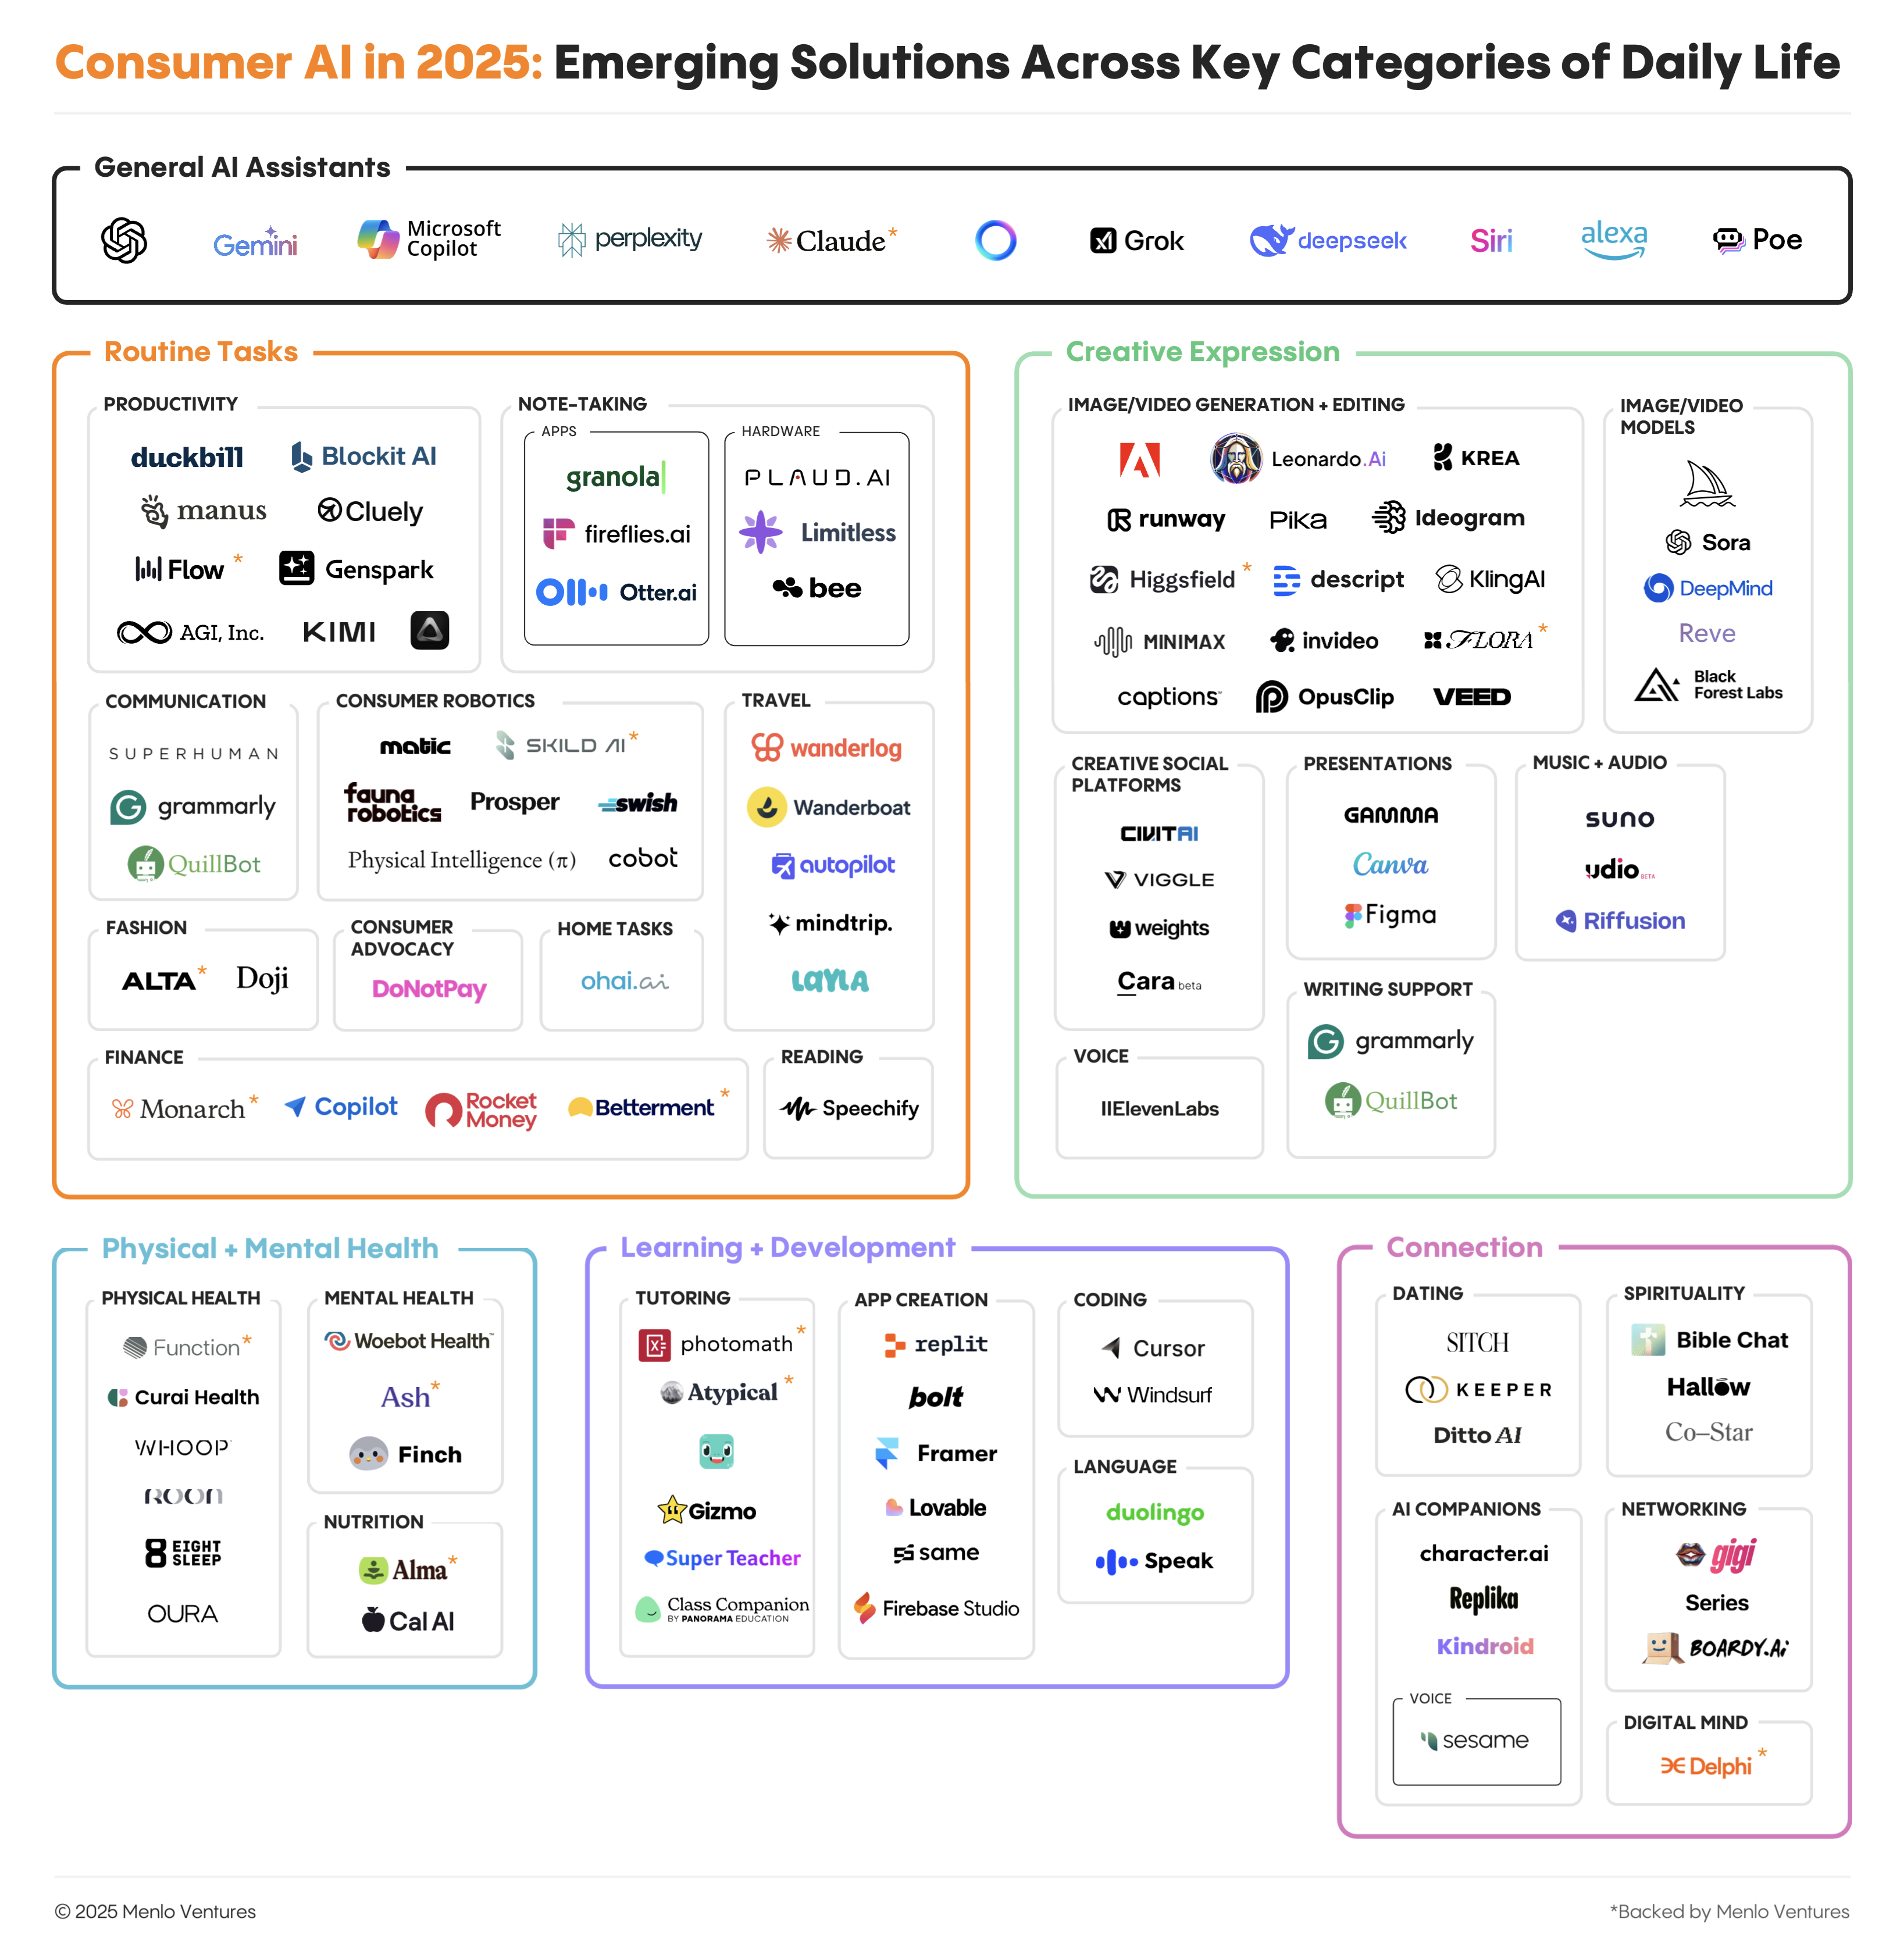 Consumer AI in 2025: Emerging Solutions Across Key Categories of Daily Life
General AI Assistants
Gemini
Microsoft
Copilot
perplexity
Claude*
Grok
deepseek
Siri
alexa
Poe
Routine Tasks
PRODUCTIVITY
duckbill
Blockit AI
manus
Cluely
Flow *
Genspark
AGI, Inc.
KIMI
NOTE-TAKING
APPS
granola
fireflies.ai
Otter.ai
HARDWARE
PLAUD.AI
Limitless
bee
COMMUNICATION
SUPERHUMAN
grammarly
QuillBot
CONSUMER ROBOTICS
matic
SKILD AI*
fauna
robotics
Prosper
swish
Physical Intelligence (π)
cobot
TRAVEL
wanderlog
Wanderboat
autopilot
mindtrip.
LAYLA
FASHION
ALTA*
Doji
CONSUMER
ADVOCACY
DoNotPay
HOME TASKS
ohai.ai
FINANCE
Monarch*
Copilot
Rocket
Money
Betterment *
READING
Speechify
Creative Expression
IMAGE/VIDEO GENERATION + EDITING
Leonardo.Ai
KREA
runway
Pika
Ideogram
Higgsfield *
descript
KlingAI
MINIMAX
invideo
FLORA *
captions™
OpusClip
VEED
IMAGE/VIDEO
MODELS
Sora
DeepMind
Reve
Black
Forest Labs
CREATIVE SOCIAL
PLATFORMS
CIVITAI
VIGGLE
weights
Cara beta
PRESENTATIONS
GAMMA
Canva
Figma
MUSIC + AUDIO
SUNO
udio BETA
Riffusion
WRITING SUPPORT
grammarly
QuillBot
VOICE
IIElevenLabs
Physical + Mental Health
PHYSICAL HEALTH
Function*
Curai Health
WHOOP
ROON
8 EIGHT
SLEEP
OURA
MENTAL HEALTH
Woebot Health™
Ash*
Finch
NUTRITION
Alma*
Cal AI
Learning + Development
TUTORING
photomath *
Atypical *
Gizmo
Super Teacher
Class Companion
BY PANORAMA EDUCATION
APP CREATION
replit
bolt
Framer
Lovable
same
Firebase Studio
CODING
Cursor
Windsurf
LANGUAGE
duolingo
Speak
Connection
DATING
SITCH
KEEPER
Ditto AI
SPIRITUALITY
Bible Chat
Hallow
Co–Star
AI COMPANIONS
character.ai
Replika
Kindroid
VOICE
sesame
NETWORKING
gigi
Series
BOARDY.Ai
DIGITAL MIND
Delphi *
© 2025 Menlo Ventures
*Backed by Menlo Ventures